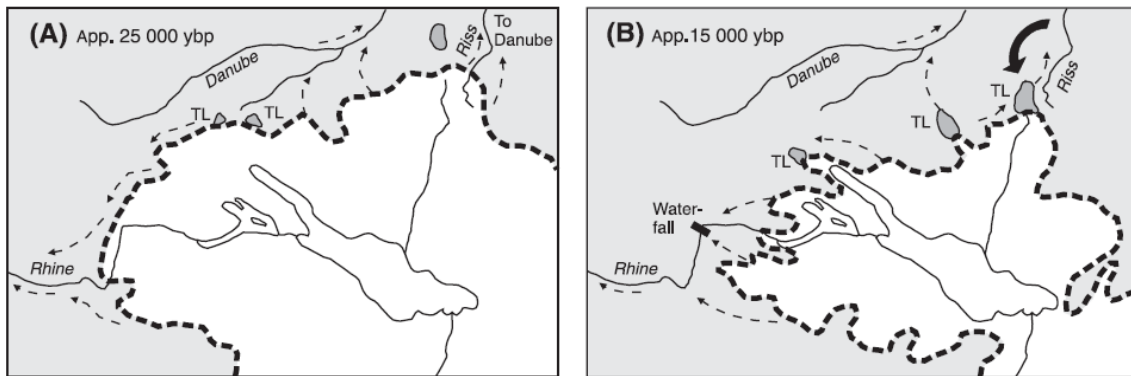 (A) App. 25 000 ybp
To
Danube
Riss
Danube
TL
TL
Rhine
(B) App.15 000 ybp
Danube
Riss
TL
TL
TL
Water-
fall
Rhine